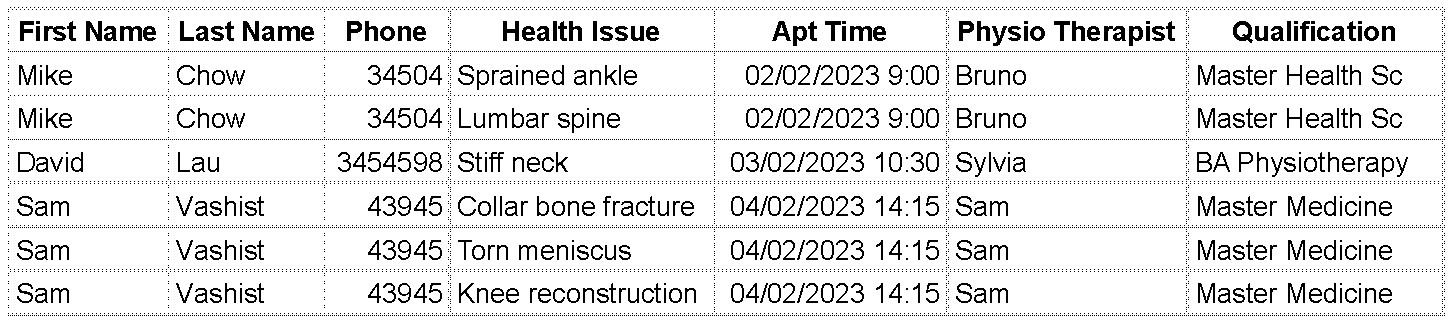 First Name Last Name Phone Health Issue Apt Time Physio Therapist Qualification
Mike Chow 34504 Sprained ankle 02/02/2023 9:00 Bruno Master Health Sc
Mike Chow 34504 Lumbar spine 02/02/2023 9:00 Bruno Master Health Sc
David Lau 3454598 Stiff neck 03/02/2023 10:30 Sylvia BA Physiotherapy
Sam Vashist 43945 Collar bone fracture 04/02/2023 14:15 Sam Master Medicine
Sam Vashist 43945 Torn meniscus 04/02/2023 14:15 Sam Master Medicine
Sam Vashist 43945 Knee reconstruction 04/02/2023 14:15 Sam Master Medicine